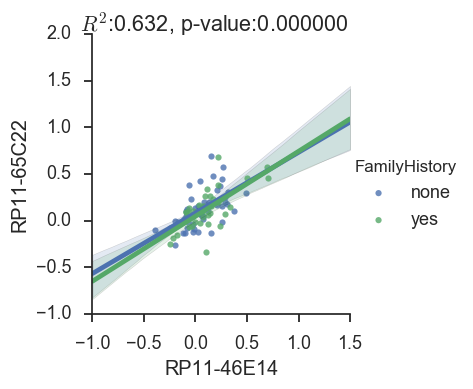 R²:0.632, p-value:0.000000
2.0
1.5
1.0
0.5
0.0
−0.5
−1.0
RP11-65C22
−1.0 −0.5 0.0 0.5 1.0 1.5
RP11-46E14
FamilyHistory
none
yes